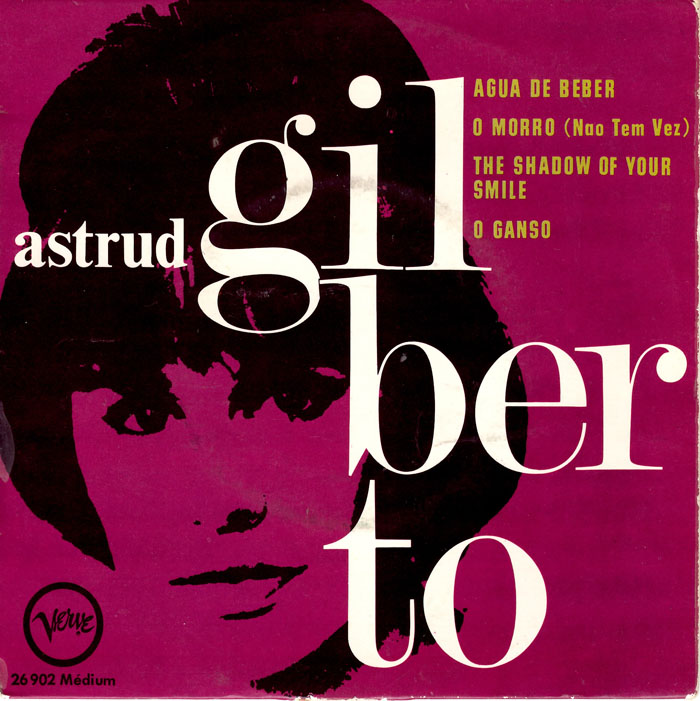 astrud
gil
ber
to
AGUA DE BEBER
O MORRO (Nao Tem Vez)
THE SHADOW OF YOUR
SMILE
O GANSO
Verve
26 902 Médium